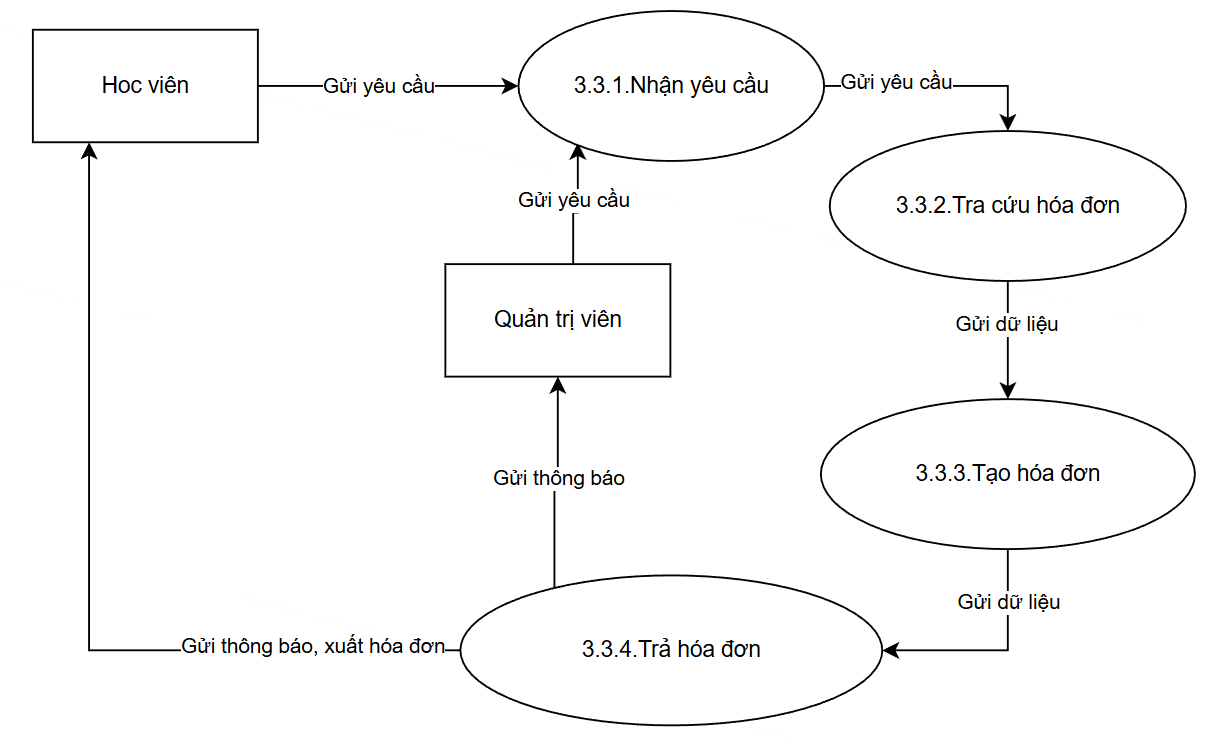 Hoc viên
Gửi yêu cầu
3.3.1.Nhận yêu cầu
Gửi yêu cầu
3.3.2.Tra cứu hóa đơn
Gửi yêu cầu
Quản trị viên
Gửi dữ liệu
3.3.3.Tạo hóa đơn
Gửi thông báo
Gửi dữ liệu
Gửi thông báo, xuất hóa đơn
3.3.4.Trả hóa đơn